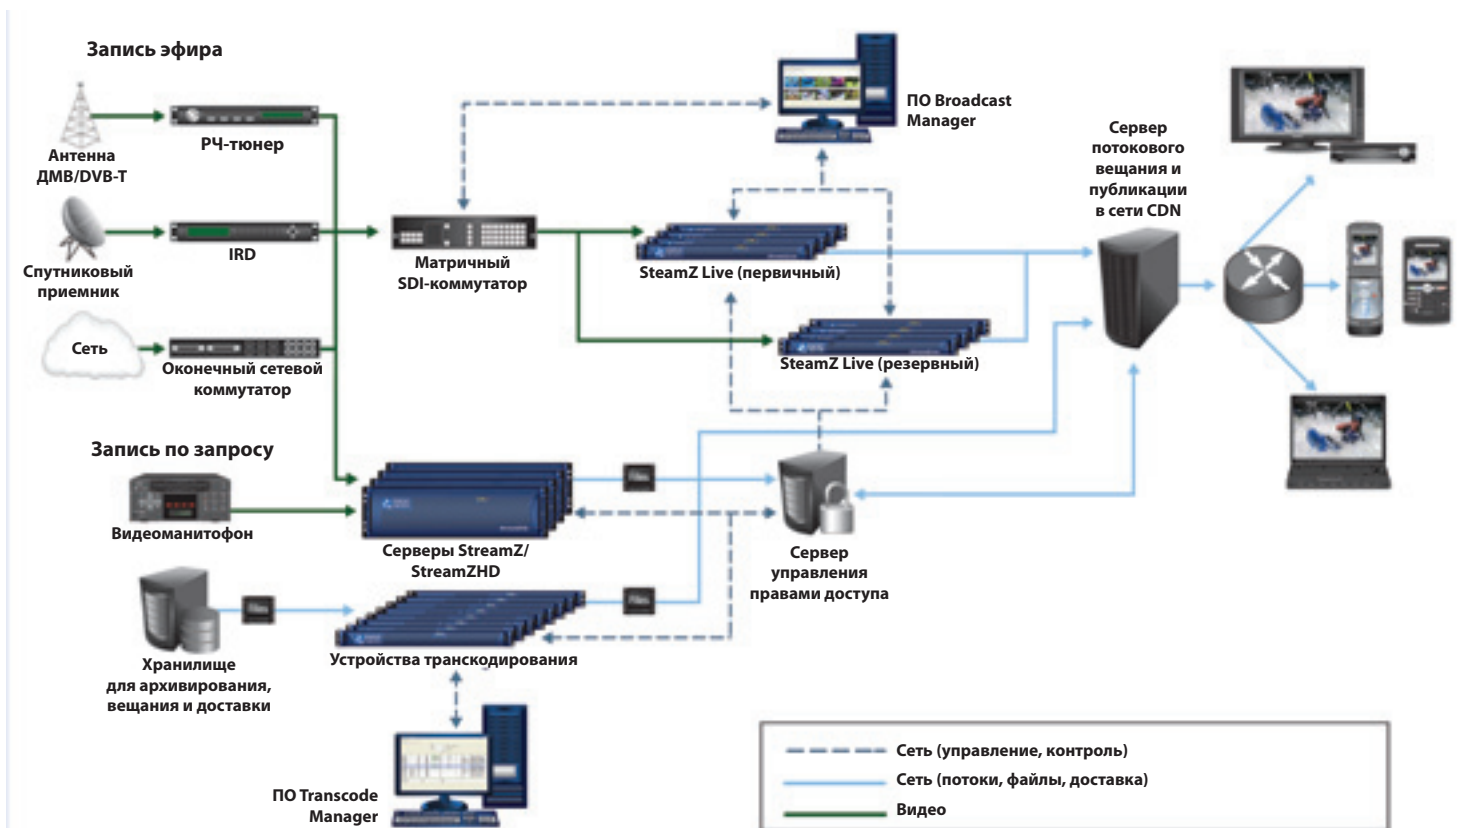 Запись эфира
Антенна
ДМВ/DVB-T
РЧ-тюнер
Спутниковый
приемник
IRD
Сеть
Оконечный сетевой
коммутатор
Матричный
SDI-коммутатор
ПО Broadcast
Manager
SteamZ Live (первичный)
SteamZ Live (резервный)
Сервер
потокового
вещания и
публикации
в сети CDN
Запись по запросу
Видеоманитофон
Серверы StreamZ/
StreamZHD
Files
Сервер
управления
правами доступа
Хранилище
для архивирования,
вещания и доставки
Files
Устройства транскодирования
Files
ПО Transcode
Manager
Сеть (управление, контроль)
Сеть (потоки, файлы, доставка)
Видео